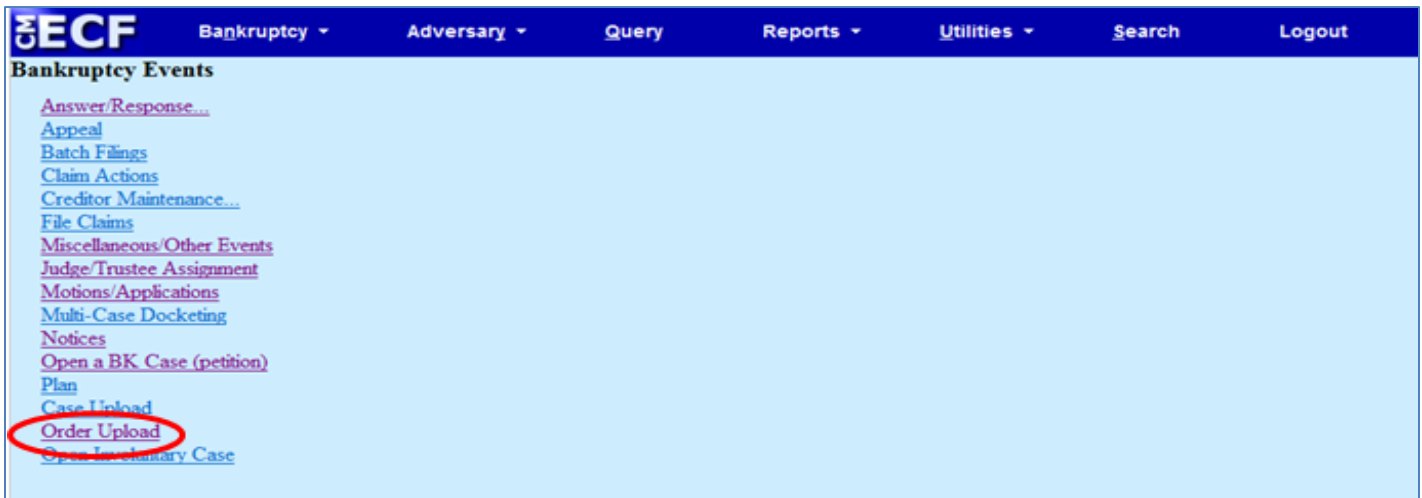 CM ECF Bankruptcy Adversary Query Reports Utilities Search Logout
Bankruptcy Events
Answer/Response...
Appeal
Batch Filings
Claim Actions
Creditor Maintenance...
File Claims
Miscellaneous/Other Events
Judge/Trustee Assignment
Motions/Applications
Multi-Case Docketing
Notices
Open a BK Case (petition)
Plan
Case Upload
Order Upload
Open Involuntary Case